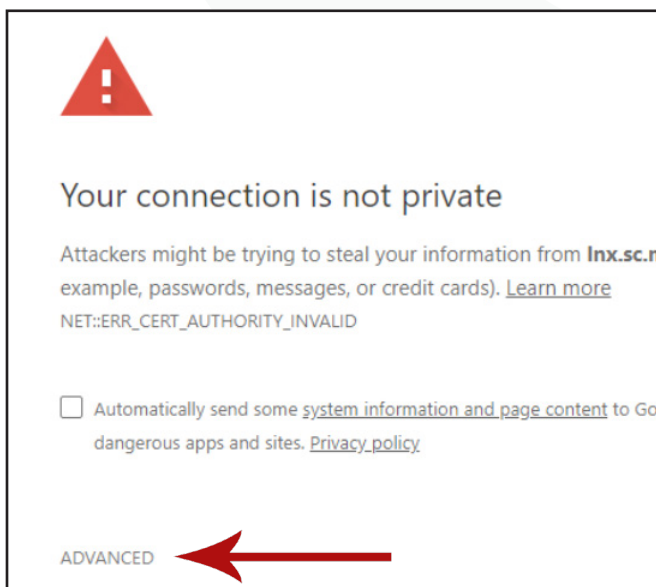 Your connection is not private
Attackers might be trying to steal your information from lnx.sc.
example, passwords, messages, or credit cards). Learn more
NET::ERR_CERT_AUTHORITY_INVALID
Automatically send some system information and page content to Go
dangerous apps and sites. Privacy policy
ADVANCED